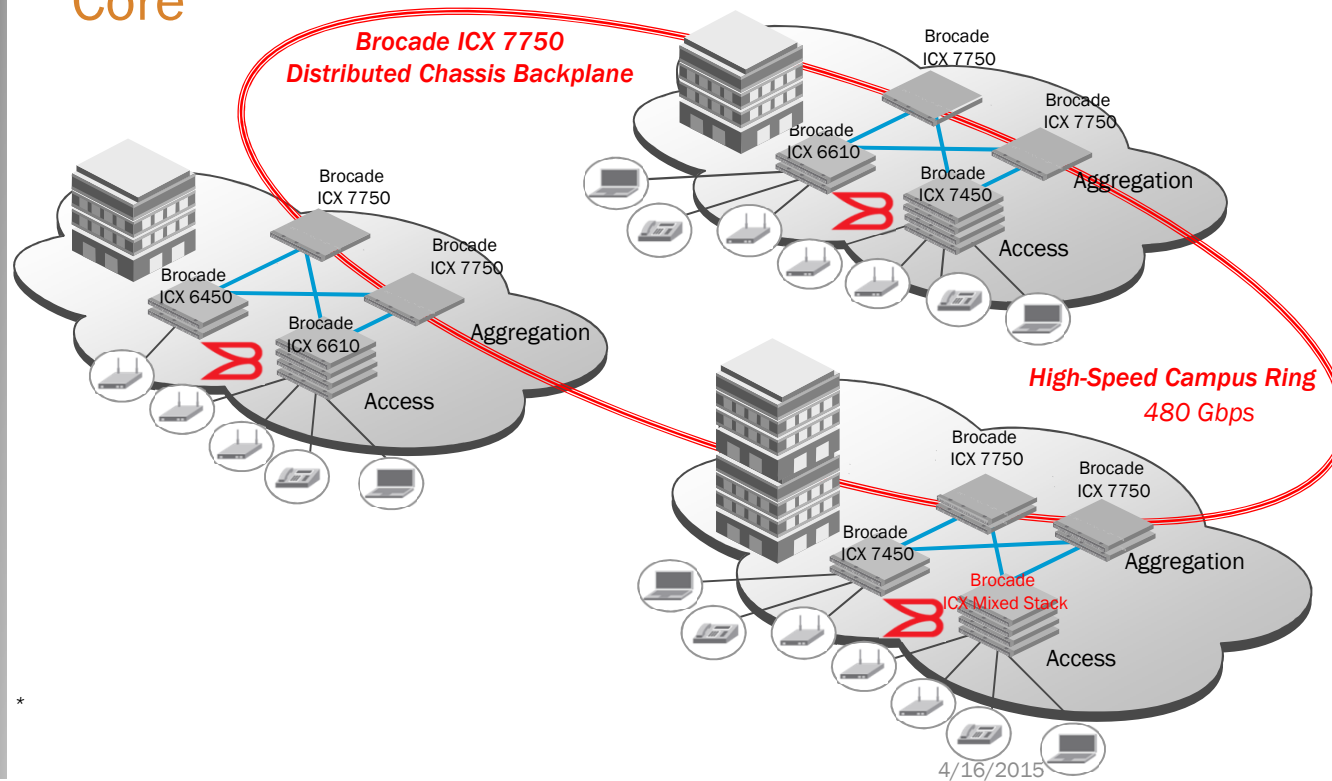 Core
Brocade ICX 7750
Distributed Chassis Backplane
Brocade
ICX 7750
Brocade
ICX 7750
Brocade
ICX 6610
Brocade
ICX 7450
Aggregation
Access
Brocade
ICX 7750
Brocade
ICX 7750
Brocade
ICX 6450
Brocade
ICX 6610
Aggregation
Access
High-Speed Campus Ring
480 Gbps
Brocade
ICX 7750
Brocade
ICX 7750
Brocade
ICX 7450
Brocade
ICX Mixed Stack
Aggregation
Access
*
4/16/2015